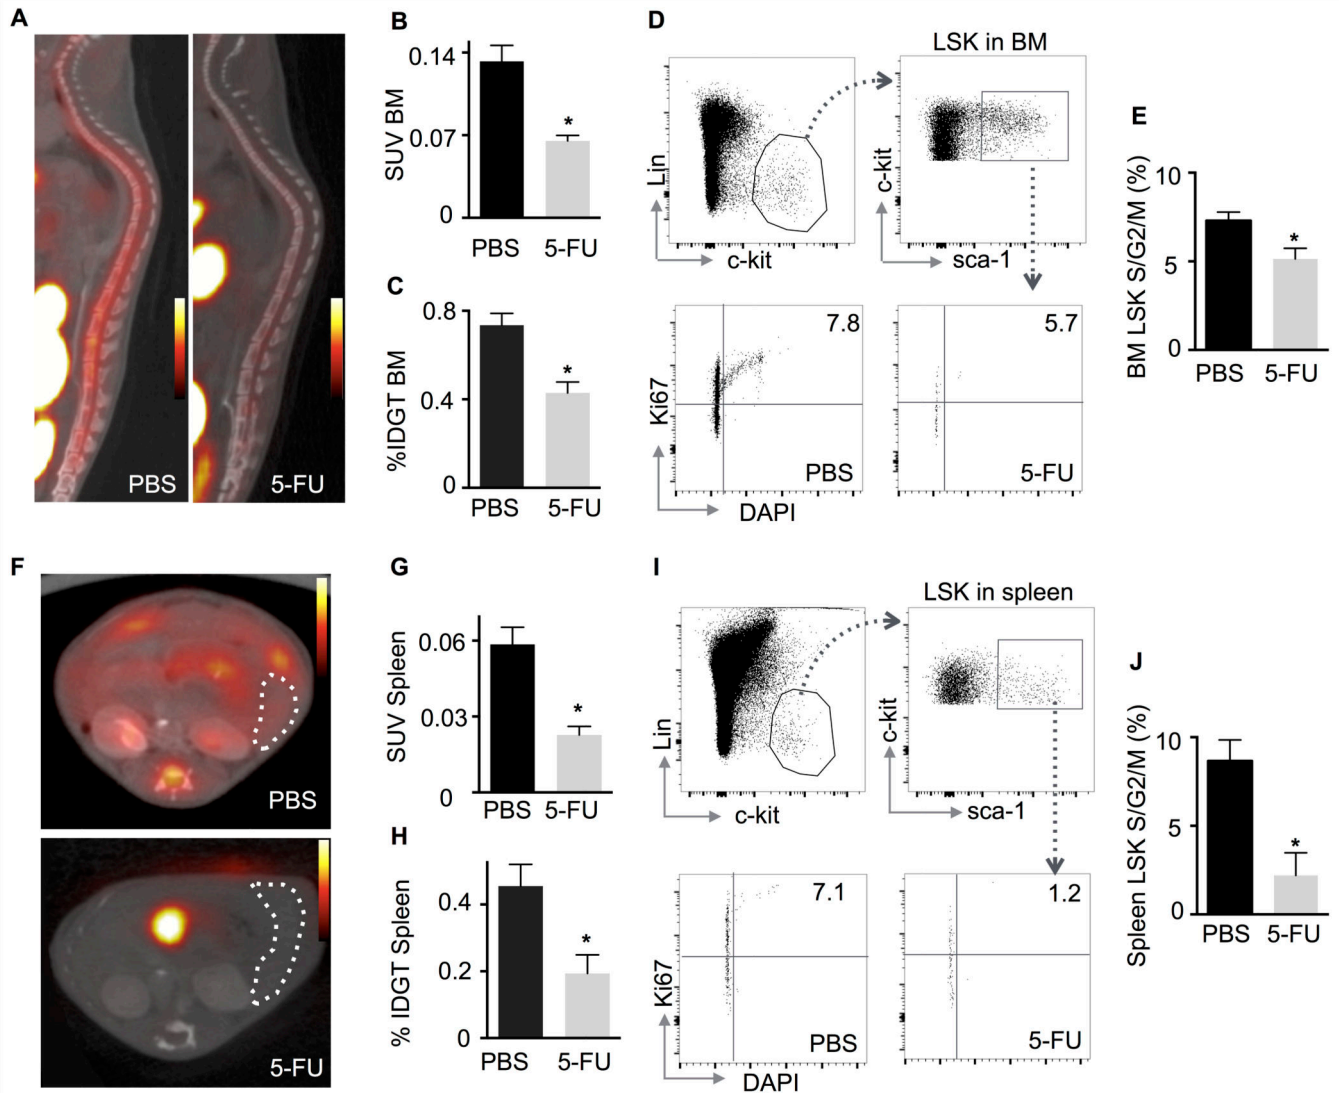 A
PBS
5-FU
B
SUV BM
0.14
0.07
0
*
PBS 5-FU
C
%IDGT BM
0.8
0.4
0
*
PBS 5-FU
D
LSK in BM
Lin
c-kit
c-kit
sca-1
7.8
5.7
Ki67
PBS
5-FU
DAPI
E
BM LSK S/G2/M (%)
10
5
0
*
PBS 5-FU
F
PBS
5-FU
G
SUV Spleen
0.06
0.03
0
*
PBS 5-FU
H
% IDGT Spleen
0.4
0.2
0
*
PBS 5-FU
I
LSK in spleen
Lin
c-kit
c-kit
sca-1
7.1
1.2
Ki67
PBS
5-FU
DAPI
J
Spleen LSK S/G2/M (%)
10
5
0
*
PBS 5-FU